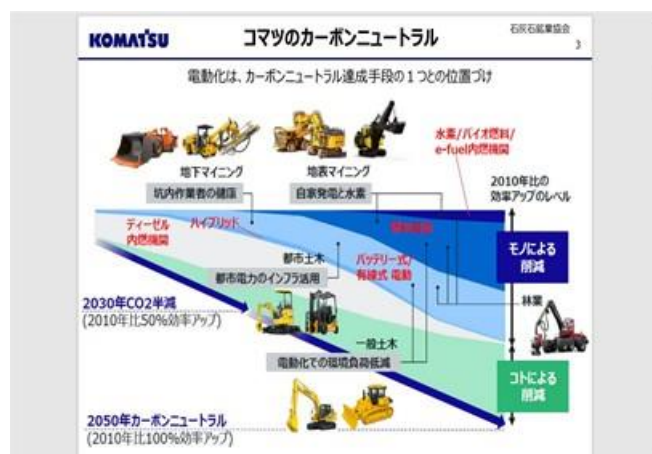 KOMATSU
コマツのカーボンニュートラル
石灰石鉱業協会
3
電動化は、カーボンニュートラル達成手段の1つとの位置づけ
水素/バイオ燃料/
e-fuel内燃機関
地下マイニング
地表マイニング
坑内作業者の健康
自家発電と水素
2010年比の
効率アップのレベル
ディーゼル
内燃機関
ハイブリッド
モノによる
削減
都市土木
バッテリー式/
有線式 電動
都市電力のインフラ活用
林業
2030年CO2半減
(2010年比50%効率アップ)
一般土木
電動化での環境負荷低減
コトによる
削減
2050年カーボンニュートラル
(2010年比100%効率アップ)